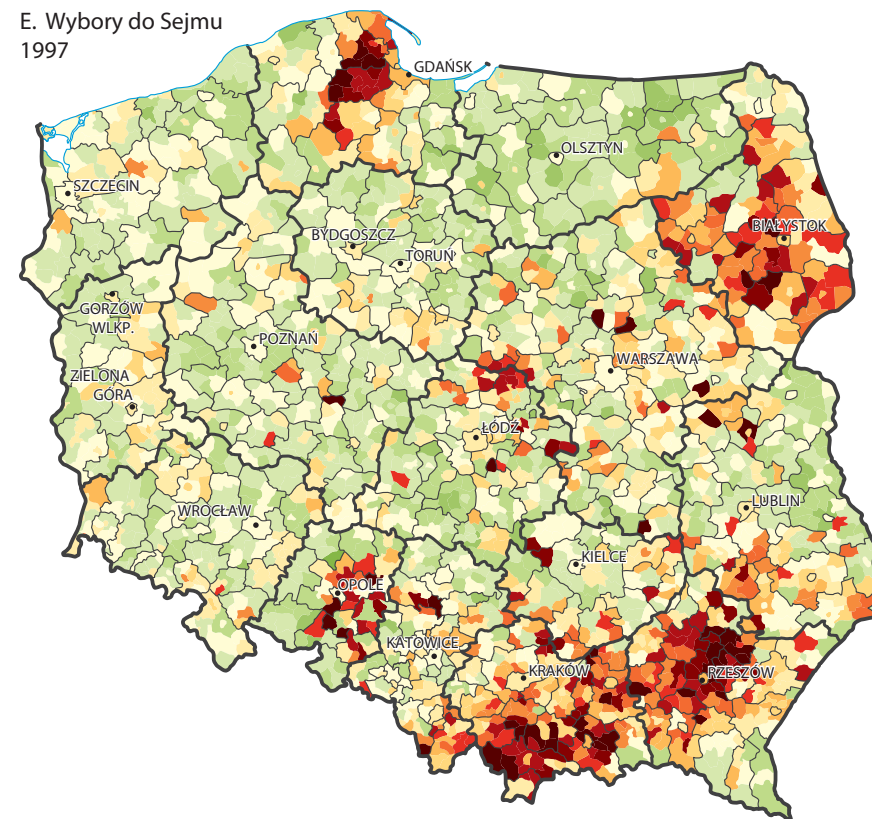 E. Wybory do Sejmu
1997
GDAŃSK
OLSZTYN
SZCZECIN
BIAŁYSTOK
BYDGOSZCZ
TORUŃ
GORZÓW
WLKP.
POZNAŃ
WARSZAWA
ZIELONA
GÓRA
ŁÓDŹ
WROCŁAW
LUBLIN
KIELCE
OPOLE
KATOWICE
KRAKÓW
RZESZÓW